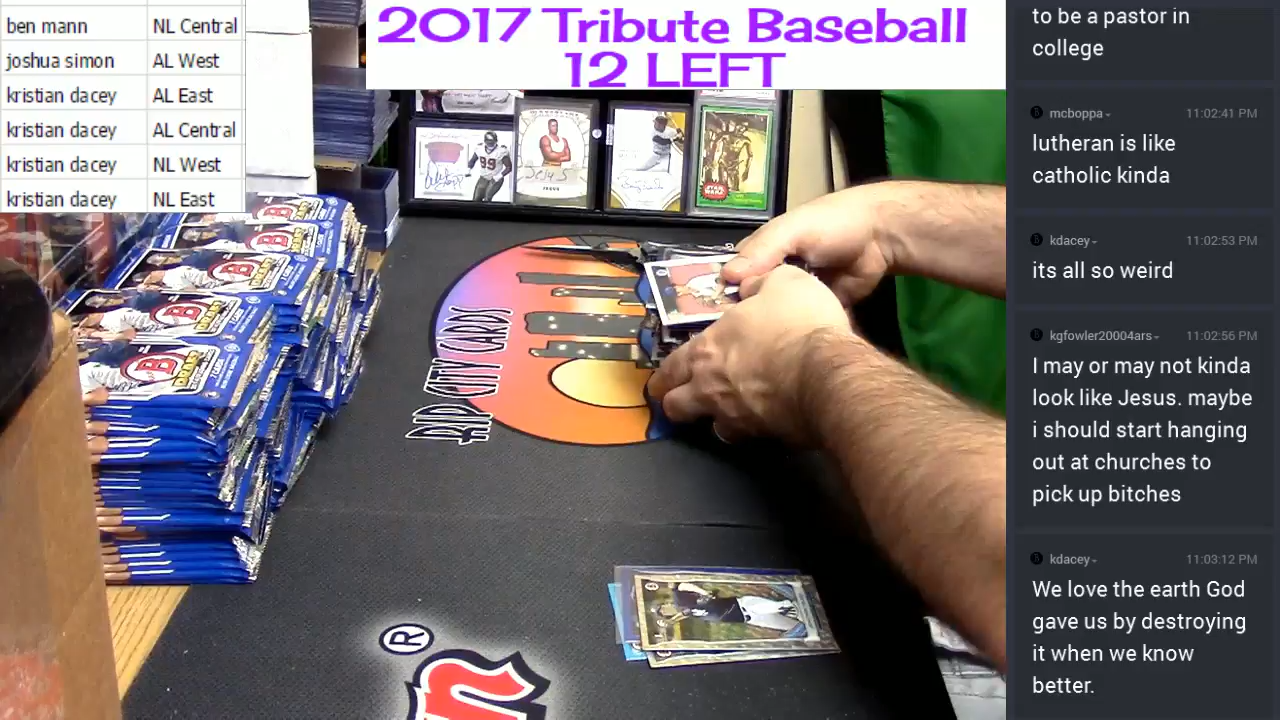 ben mann NL Central
joshua simon AL West
kristian dacey AL East
kristian dacey AL Central
kristian dacey NL West
kristian dacey NL East
2017 Tribute Baseball
12 LEFT
to be a pastor in
college
mcboppa 11:02:41 PM
lutheran is like
catholic kinda
kdacey 11:02:53 PM
its all so weird
kgfowler20004ars 11:02:56 PM
I may or may not kinda
look like Jesus. maybe
i should start hanging
out at churches to
pick up bitches
kdacey 11:03:12 PM
We love the earth God
gave us by destroying
it when we know
better.
RIP CITY CARDS
99
STAR
WARS
B
DRAFT
®